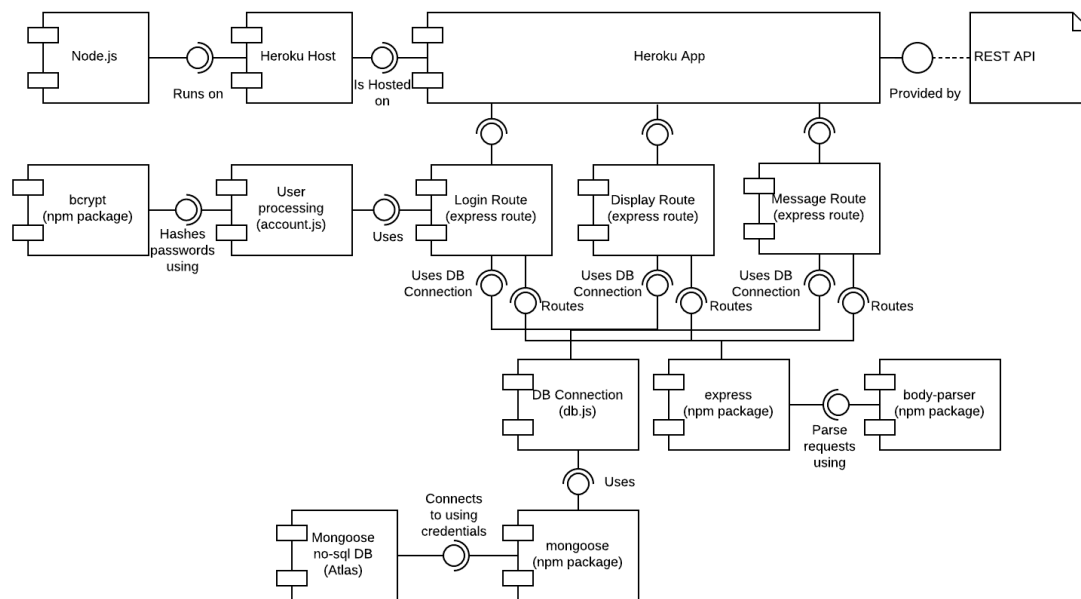 Node.js
Runs on
Heroku Host
Is Hosted
on
Heroku App
Provided by
REST API
bcrypt
(npm package)
Hashes
passwords
using
User
processing
(account.js)
Uses
Login Route
(express route)
Display Route
(express route)
Message Route
(express route)
Uses DB
Connection
Routes
Uses DB
Connection
Routes
Uses DB
Connection
Routes
DB Connection
(db.js)
express
(npm package)
Parse
requests
using
body-parser
(npm package)
Uses
Mongoose
no-sql DB
(Atlas)
Connects
to using
credentials
mongoose
(npm package)